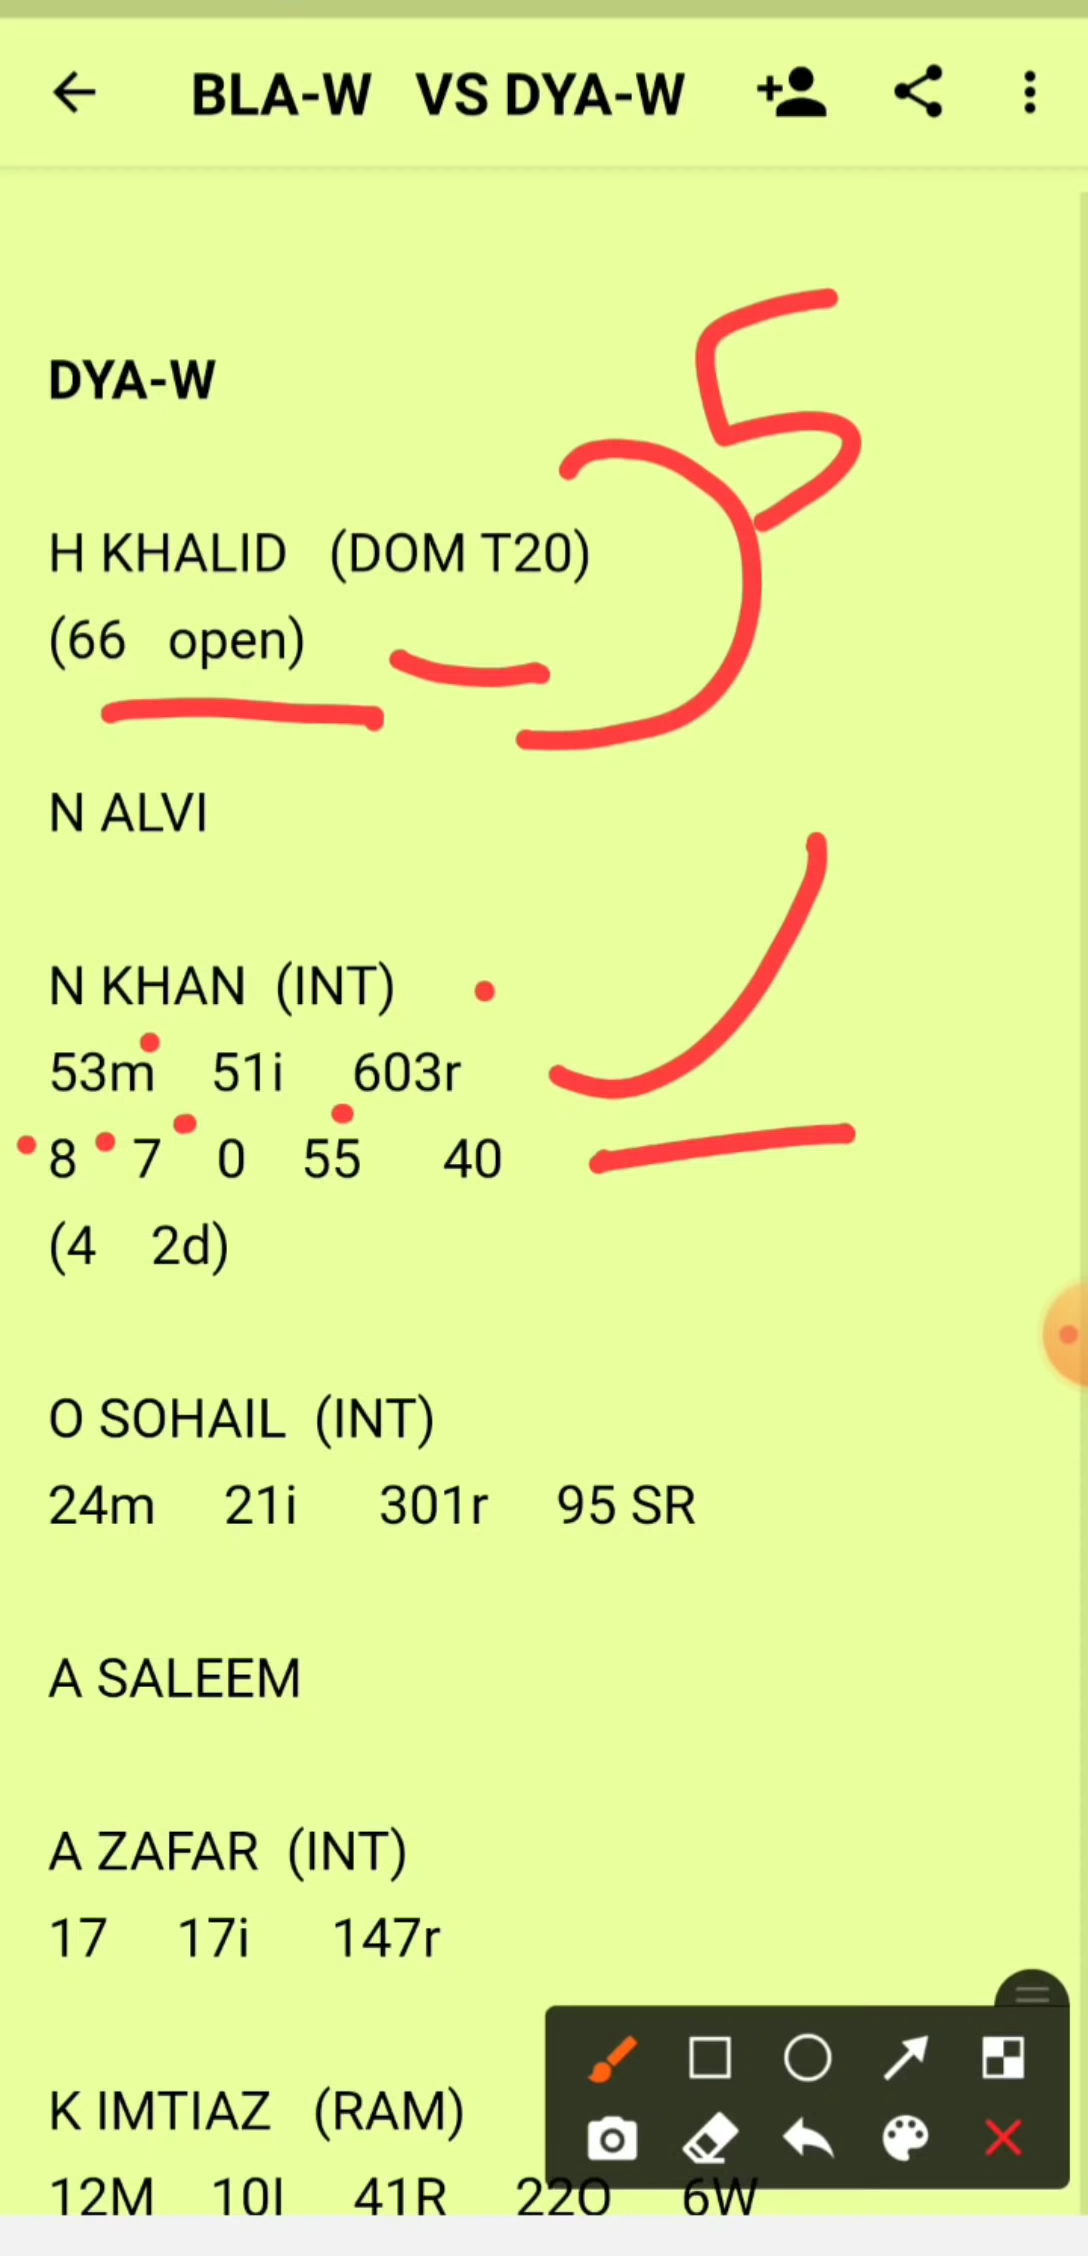 BLA-W VS DYA-W
5
DYA-W
H KHALID (DOM T20)
(66 open)
N ALVI
N KHAN (INT)
53m 51i 603r
8 7 0 55 40
(4 2d)
O SOHAIL (INT)
24m 21i 301r 95 SR
A SALEEM
A ZAFAR (INT)
17 17i 147r
K IMTIAZ (RAM)
12M 10I 41R 22O 6W